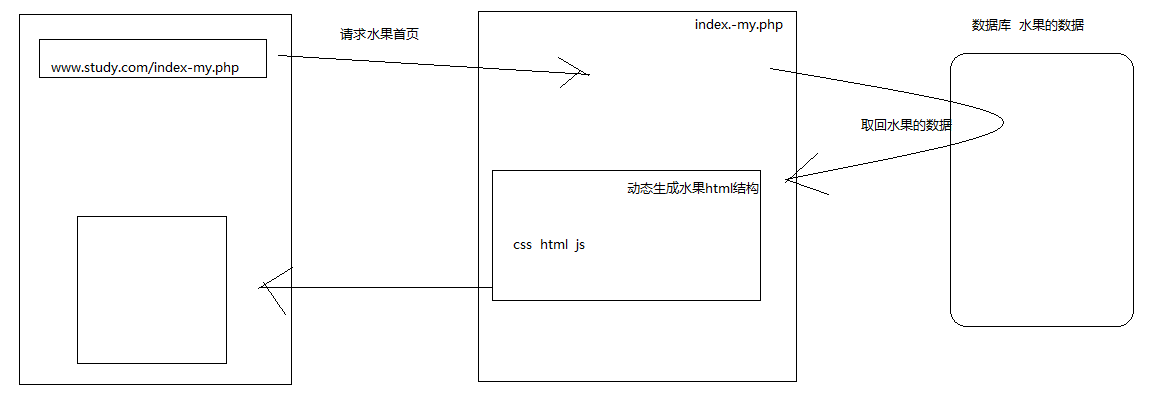 www.study.com/index-my.php
请求水果首页
index.-my.php
数据库 水果的数据
取回水果的数据
动态生成水果html结构
css html js